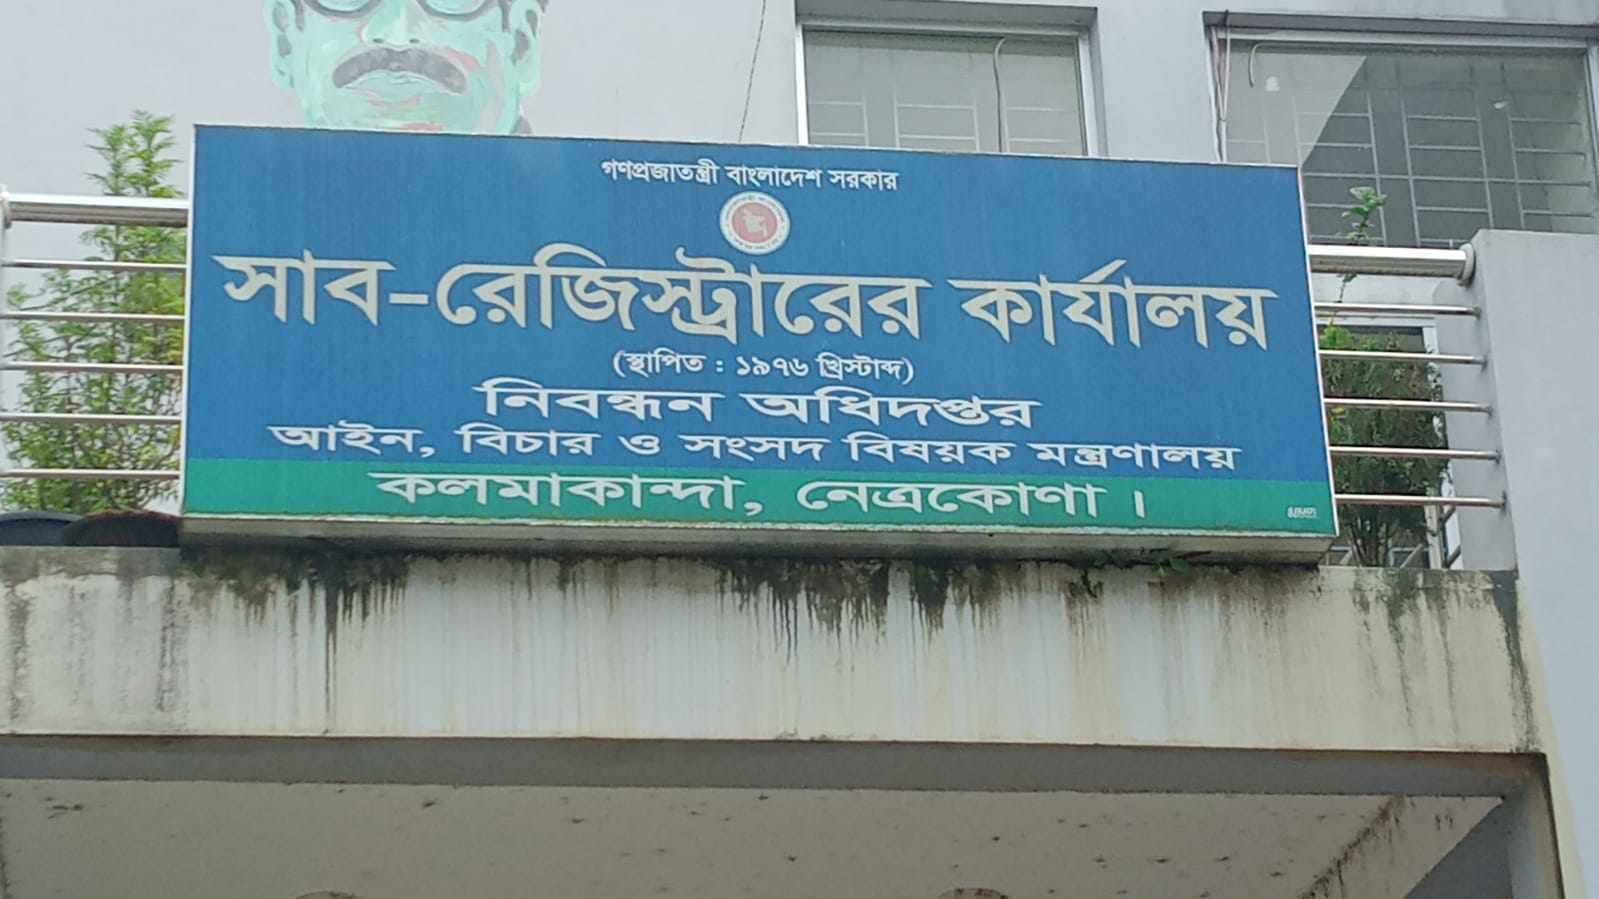 গণপ্রজাতন্ত্রী বাংলাদেশ সরকার
সাব-রেজিস্ট্রারের কার্যালয়
(স্থাপিত : ১৯৭৬ খ্রিস্টাব্দ)
নিবন্ধন অধিদপ্তর
আইন, বিচার ও সংসদ বিষয়ক মন্ত্রণালয়
কলমাকান্দা, নেত্রকোণা।